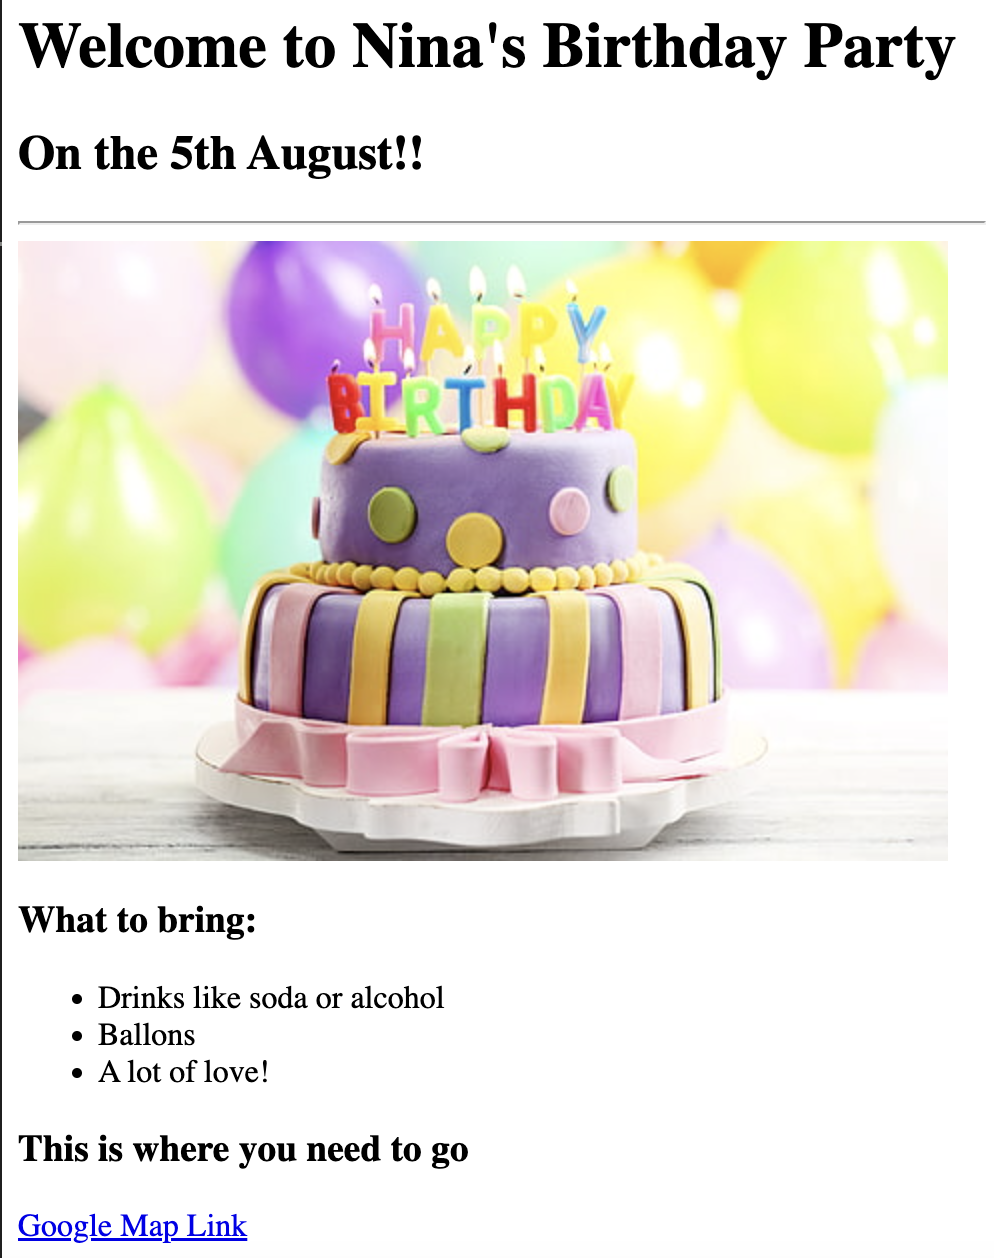 Welcome to Nina's Birthday Party
On the 5th August!!
HAPPY
BIRTHDAY
What to bring:
Drinks like soda or alcohol
Ballons
A lot of love!
This is where you need to go
Google Map Link